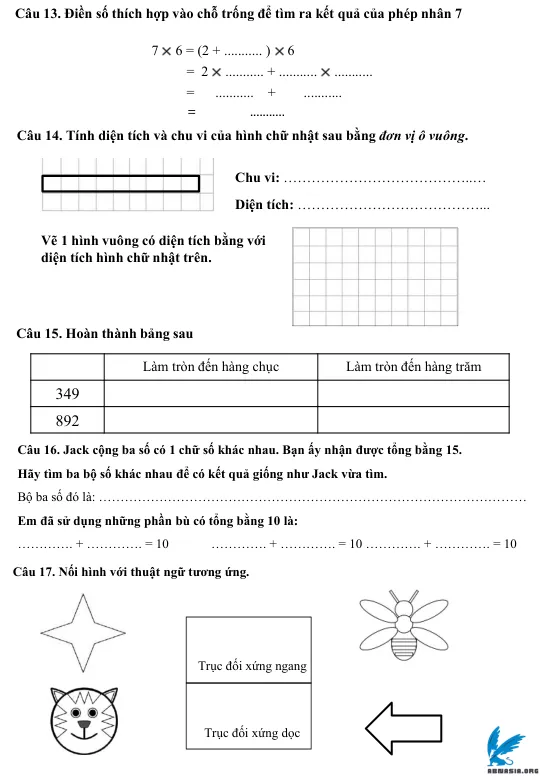 Câu 13. Điền số thích hợp vào chỗ trống để tìm ra kết quả của phép nhân 7
7 × 6 = (2 + ........... ) × 6
= 2 × ........... + ........... × ...........
= ........... + ...........
= ...........
Câu 14. Tính diện tích và chu vi của hình chữ nhật sau bằng đơn vị ô vuông.
Chu vi: ……………………………………..…
Diện tích: …………………………………...
Vẽ 1 hình vuông có diện tích bằng với
diện tích hình chữ nhật trên.
Câu 15. Hoàn thành bảng sau
Làm tròn đến hàng chục Làm tròn đến hàng trăm
349
892
Câu 16. Jack cộng ba số có 1 chữ số khác nhau. Bạn ấy nhận được tổng bằng 15.
Hãy tìm ba bộ số khác nhau để có kết quả giống như Jack vừa tìm.
Bộ ba số đó là: ……………………………………………………………………………
Em đã sử dụng những phần bù có tổng bằng 10 là:
…………. + …………. = 10 …………. + …………. = 10 …………. + …………. = 10
Câu 17. Nối hình với thuật ngữ tương ứng.
Trục đối xứng ngang
Trục đối xứng dọc
ABMASIA.ORG